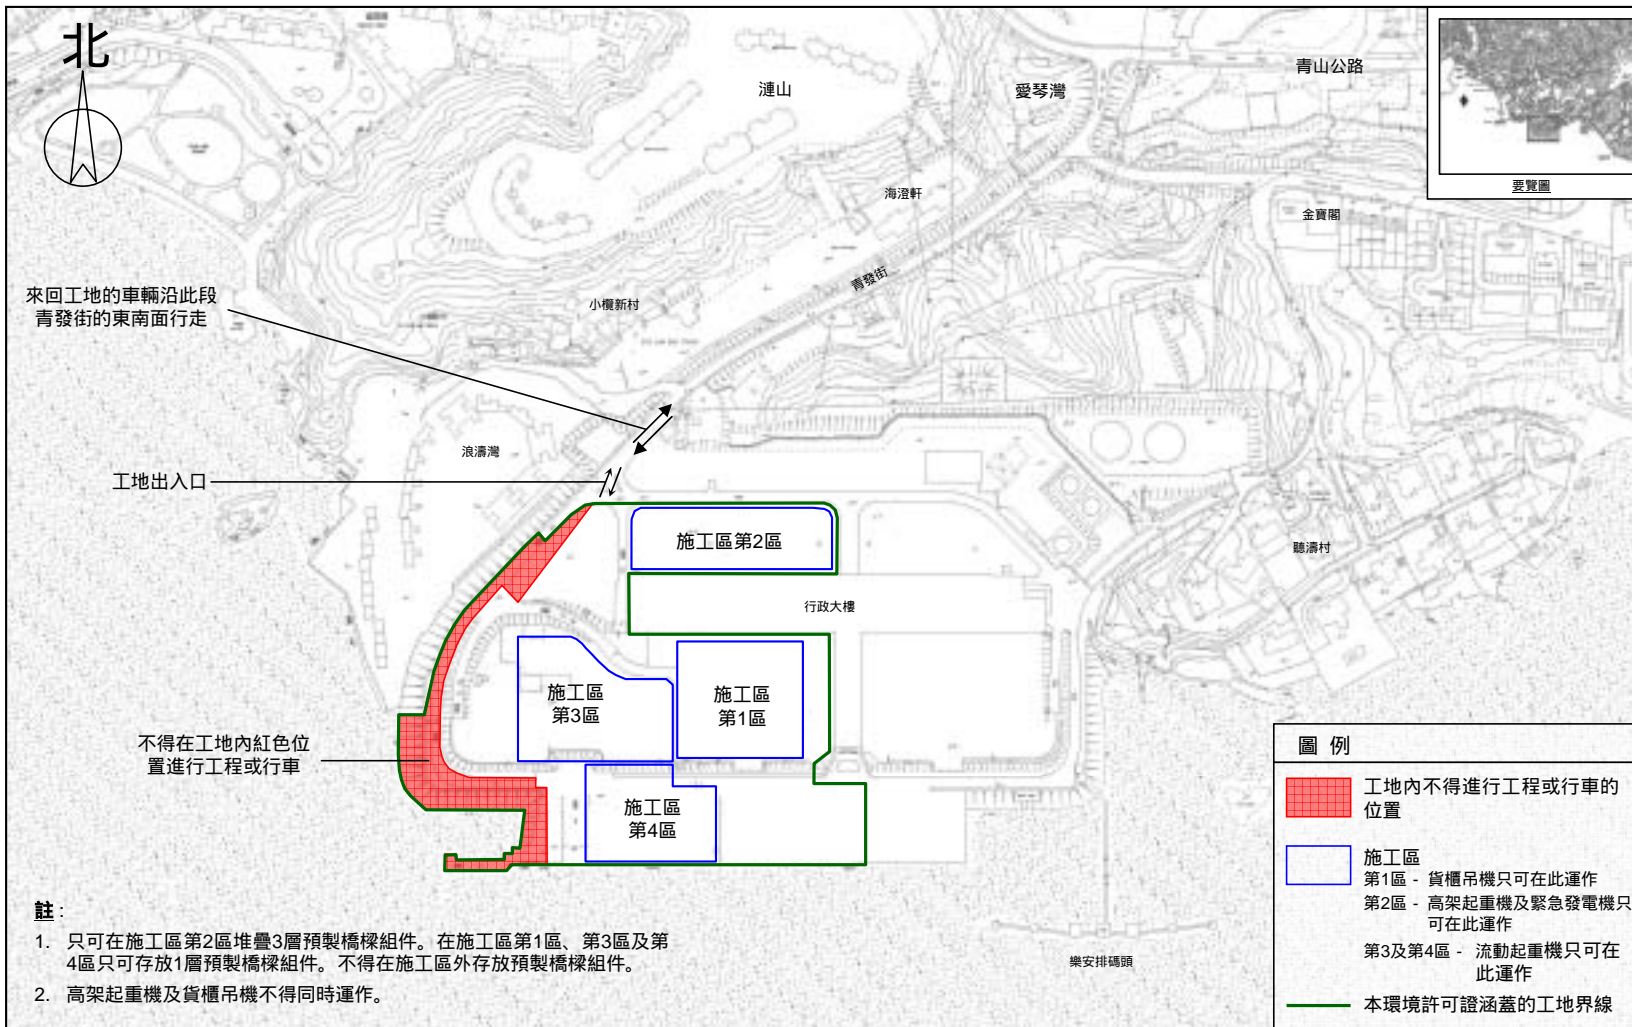 北
漣山
愛琴灣
青山公路
要覽圖
海澄軒
金寶閣
來回工地的車輛沿此段
青發街的東南面行走
小欖新村
青發街
浪濤灣
工地出入口
施工區第2區
聽濤村
行政大樓
施工區
第3區
施工區
第1區
不得在工地內紅色位
置進行工程或行車
施工區
第4區
樂安排碼頭
圖 例
工地內不得進行工程或行車的
位置
施工區
第1區 - 貨櫃吊機只可在此運作
第2區 - 高架起重機及緊急發電機只
可在此運作
第3及第4區 - 流動起重機只可在
此運作
本環境許可證涵蓋的工地界線
註 :
1. 只可在施工區第2區堆疊3層預製橋樑組件。在施工區第1區、第3區及第
4區只可存放1層預製橋樑組件。不得在施工區外存放預製橋樑組件。
2. 高架起重機及貨櫃吊機不得同時運作。